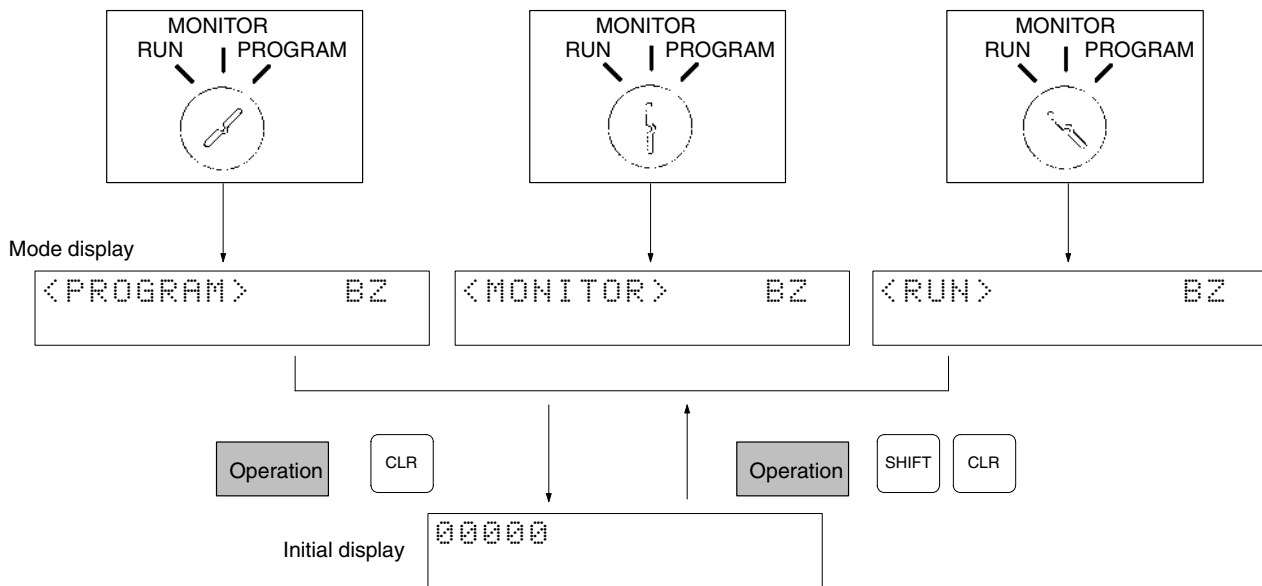 MONITOR
RUN PROGRAM
MONITOR
RUN PROGRAM
MONITOR
RUN PROGRAM
Mode display
<PROGRAM> BZ
<MONITOR> BZ
<RUN> BZ
Operation
CLR
Operation
SHIFT
CLR
Initial display
00000